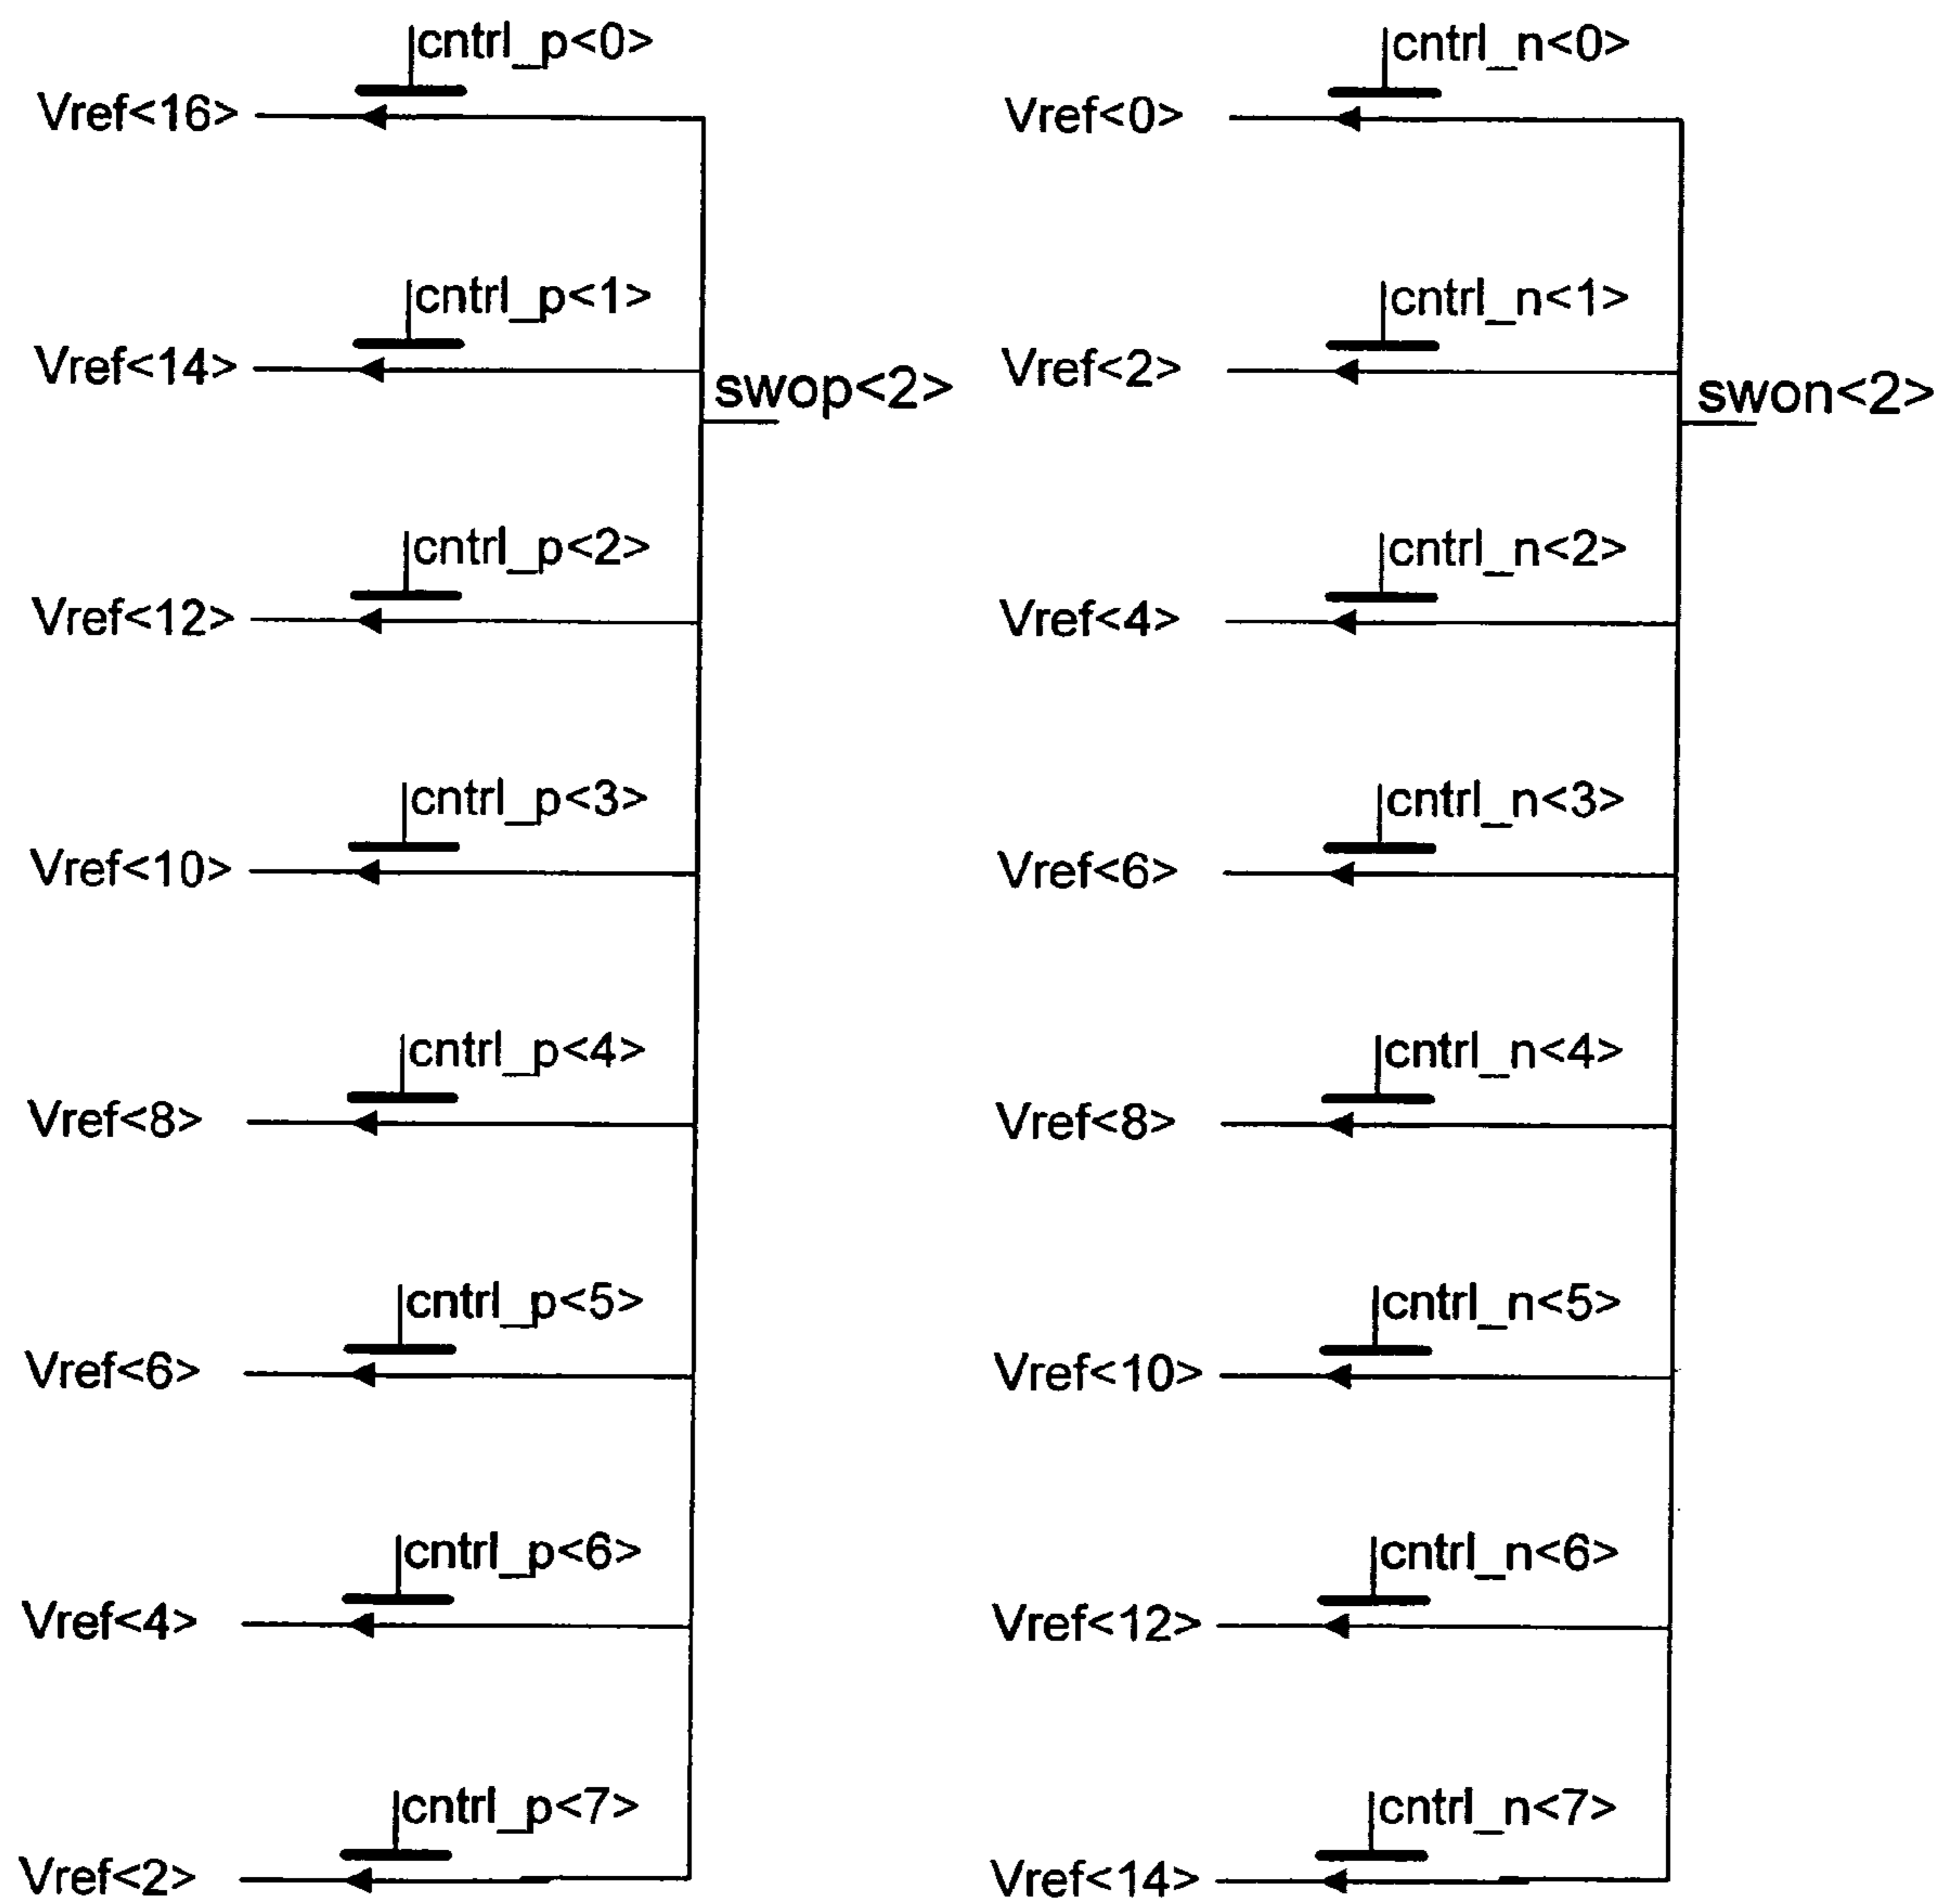 cntrl_p<0>
Vref<16>
cntrl_p<1>
Vref<14>
swop<2>
cntrl_p<2>
Vref<12>
cntrl_p<3>
Vref<10>
cntrl_p<4>
Vref<8>
cntrl_p<5>
Vref<6>
cntrl_p<6>
Vref<4>
cntrl_p<7>
Vref<2>
cntrl_n<0>
Vref<0>
cntrl_n<1>
Vref<2>
swon<2>
cntrl_n<2>
Vref<4>
cntrl_n<3>
Vref<6>
cntrl_n<4>
Vref<8>
cntrl_n<5>
Vref<10>
cntrl_n<6>
Vref<12>
cntrl_n<7>
Vref<14>